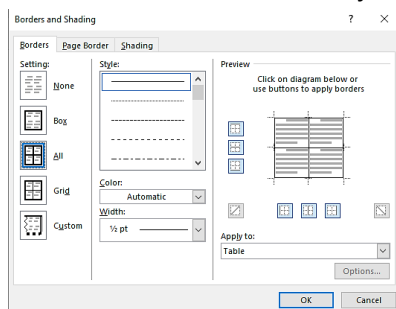 Borders and Shading
? ×
Borders Page Border Shading
Setting:
None
Box
All
Grid
Custom
Style:
Color:
Automatic
Width:
½ pt
Preview
Click on diagram below or
use buttons to apply borders
Apply to:
Table
Options...
OK Cancel